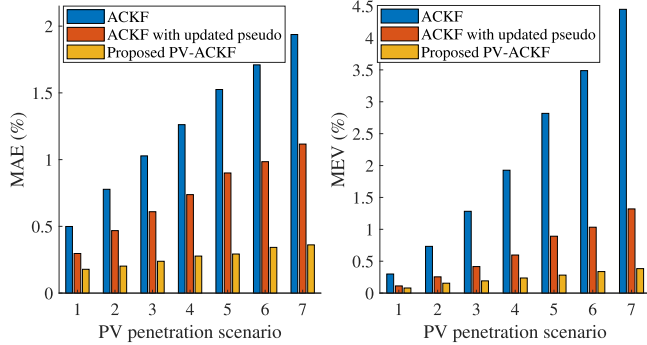 ACKF
ACKF with updated pseudo
Proposed PV-ACKF
2
1.5
1
0.5
0
MAE (%)
1 2 3 4 5 6 7
PV penetration scenario
ACKF
ACKF with updated pseudo
Proposed PV-ACKF
4.5
4
3.5
3
2.5
2
1.5
1
0.5
0
MEV (%)
1 2 3 4 5 6 7
PV penetration scenario